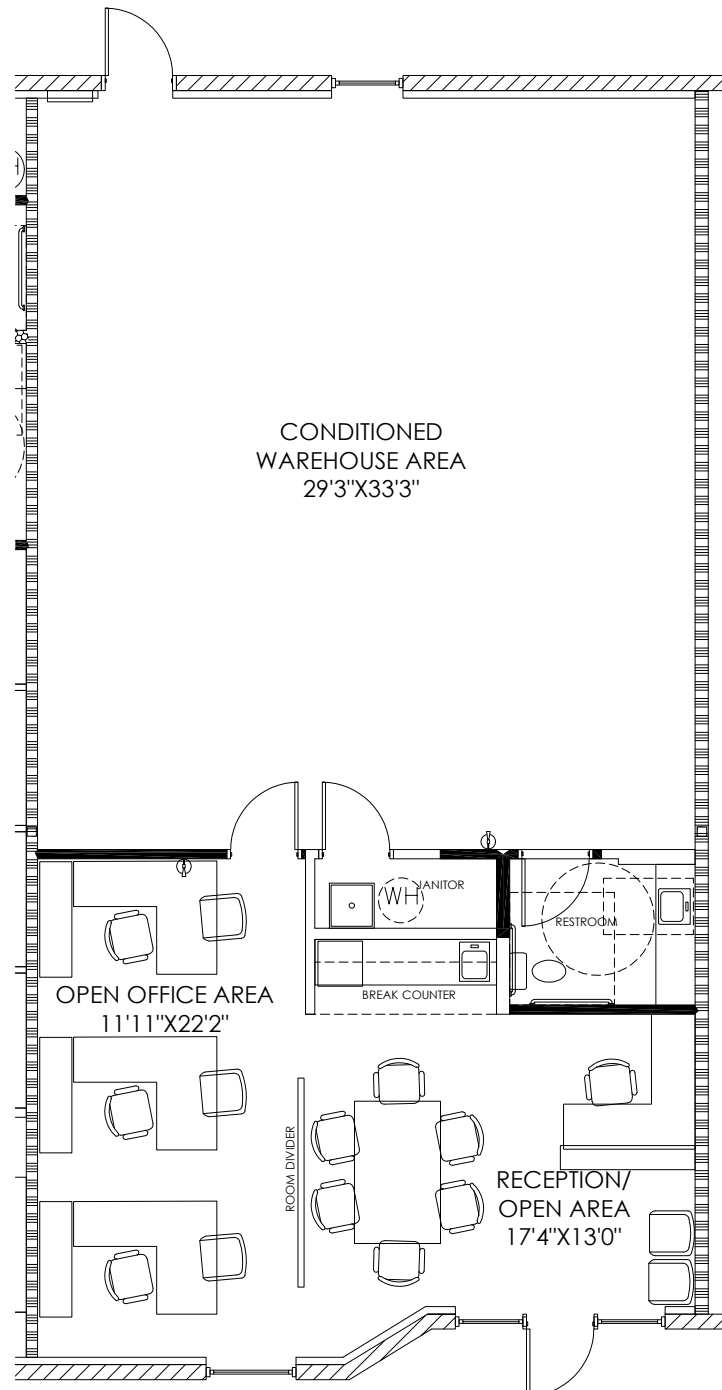 CONDITIONED
WAREHOUSE AREA
29'3"X33'3"
WH
JANITOR
RESTROOM
BREAK COUNTER
OPEN OFFICE AREA
11'11"X22'2"
ROOM DIVIDER
RECEPTION/
OPEN AREA
17'4"X13'0"